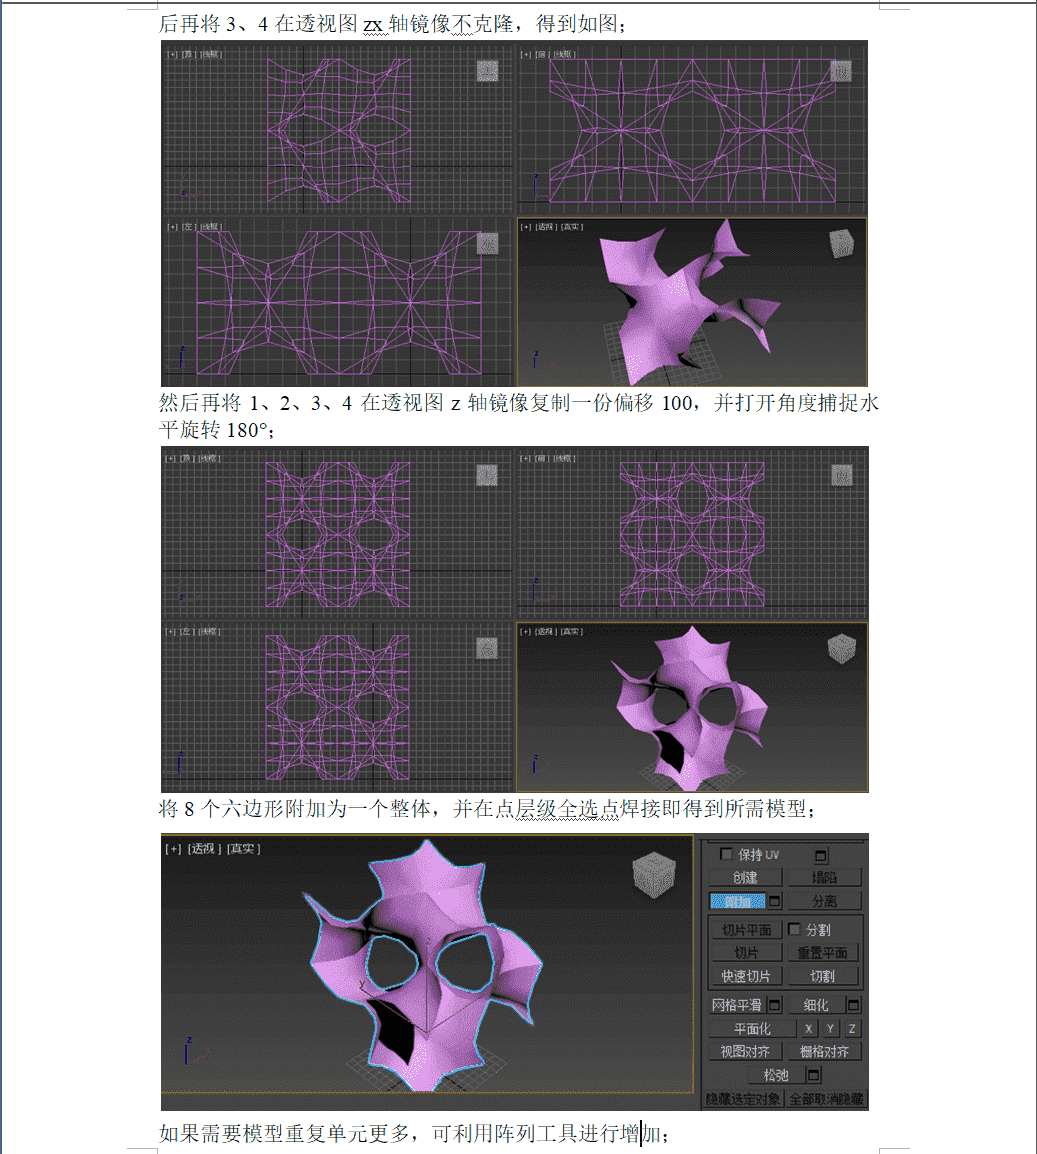 后再将 3、4 在透视图 zx 轴镜像不克隆，得到如图；
[+] [顶] [线框]
[+] [前] [线框]
[+] [左] [线框]
[+] [透视] [真实]
然后再将 1、2、3、4 在透视图 z 轴镜像复制一份偏移 100，并打开角度捕捉水
平旋转 180°；
[+] [顶] [线框]
[+] [前] [线框]
[+] [左] [线框]
[+] [透视] [真实]
将 8 个六边形附加为一个整体，并在点层级全选点焊接即得到所需模型；
[+] [透视] [真实]
保持 UV
创建 塌陷
附加 分离
切片平面 分割
切片 重置平面
快速切片 切割
网格平滑 细化
平面化 X Y Z
视图对齐 栅格对齐
松弛
隐藏选定对象 全部取消隐藏
如果需要模型重复单元更多，可利用阵列工具进行增加；